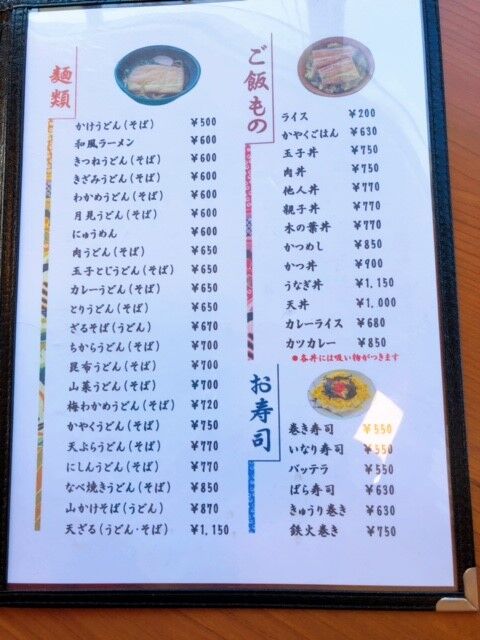 麺類
かけうどん(そば) ¥500
和風ラーメン ¥600
きつねうどん(そば) ¥600
きざみうどん(そば) ¥600
わかめうどん(そば) ¥600
月見うどん(そば) ¥600
にゅうめん ¥600
肉うどん(そば) ¥650
玉子とじうどん(そば) ¥650
カレーうどん(そば) ¥650
とりうどん(そば) ¥650
ざるそば(うどん) ¥670
ちからうどん(そば) ¥700
昆布うどん(そば) ¥700
山菜うどん(そば) ¥700
梅わかめうどん(そば) ¥720
かやくうどん(そば) ¥750
天ぷらうどん(そば) ¥770
にしんうどん(そば) ¥770
なべ焼きうどん(そば) ¥850
山かけそば(うどん) ¥870
天ざる(うどん・そば) ¥1,150
ご飯もの
ライス ¥200
かやくごはん ¥630
玉子丼 ¥750
肉丼 ¥750
他人丼 ¥770
親子丼 ¥770
木の葉丼 ¥770
かつめし ¥850
かつ丼 ¥900
うなぎ丼 ¥1,150
天丼 ¥1,000
カレーライス ¥680
カツカレー ¥850
●各丼には吸い物がつきます
お寿司
巻き寿司 ¥550
いなり寿司 ¥550
バッテラ ¥550
ばら寿司 ¥630
きゅうり巻き ¥630
鉄火巻き ¥750